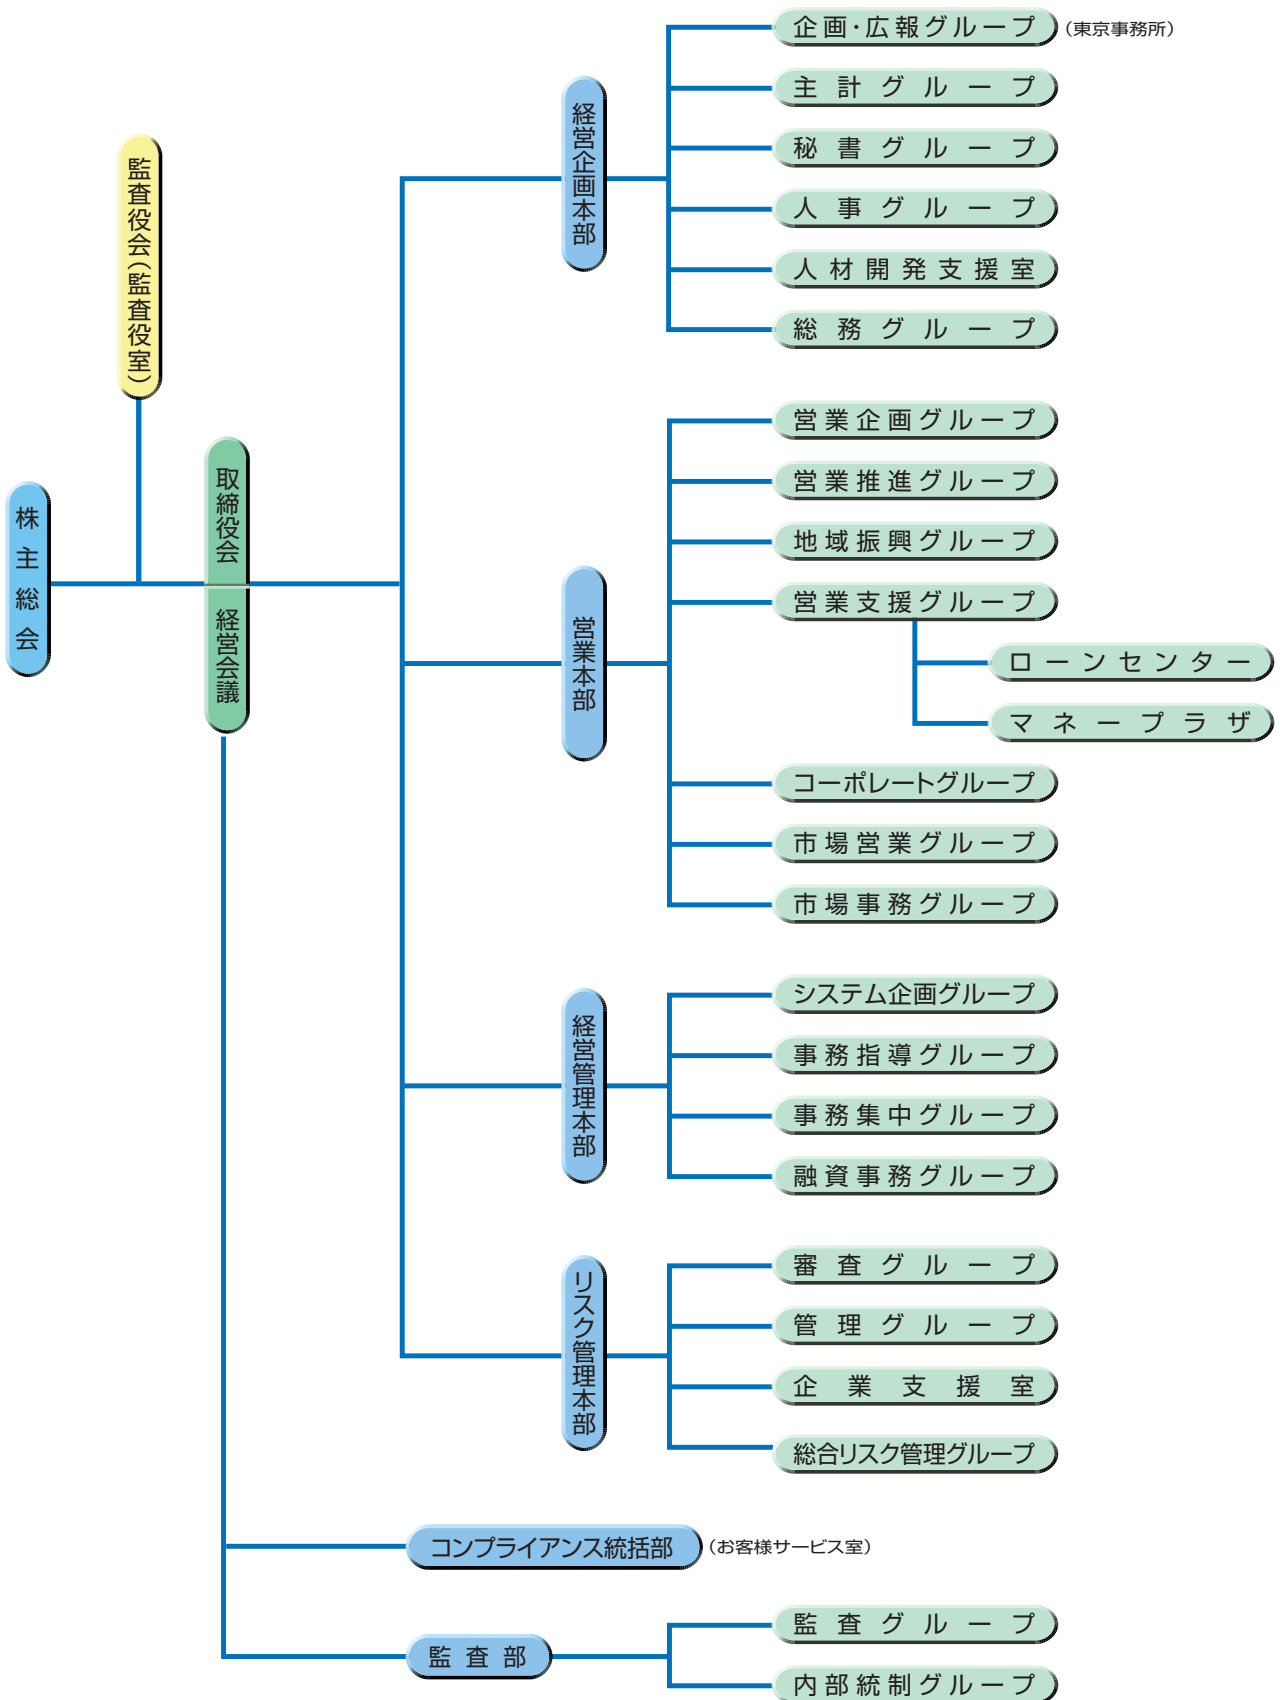 株主総会
監査役会(監査役室)
取締役会
経営会議
経営企画本部
企画・広報グループ
(東京事務所)
主計グループ
秘書グループ
人事グループ
人材開発支援室
総務グループ
営業本部
営業企画グループ
営業推進グループ
地域振興グループ
営業支援グループ
ローンセンター
マネープラザ
コーポレートグループ
市場営業グループ
市場事務グループ
経営管理本部
システム企画グループ
事務指導グループ
事務集中グループ
融資事務グループ
リスク管理本部
審査グループ
管理グループ
企業支援室
総合リスク管理グループ
コンプライアンス統括部
(お客様サービス室)
監査部
監査グループ
内部統制グループ